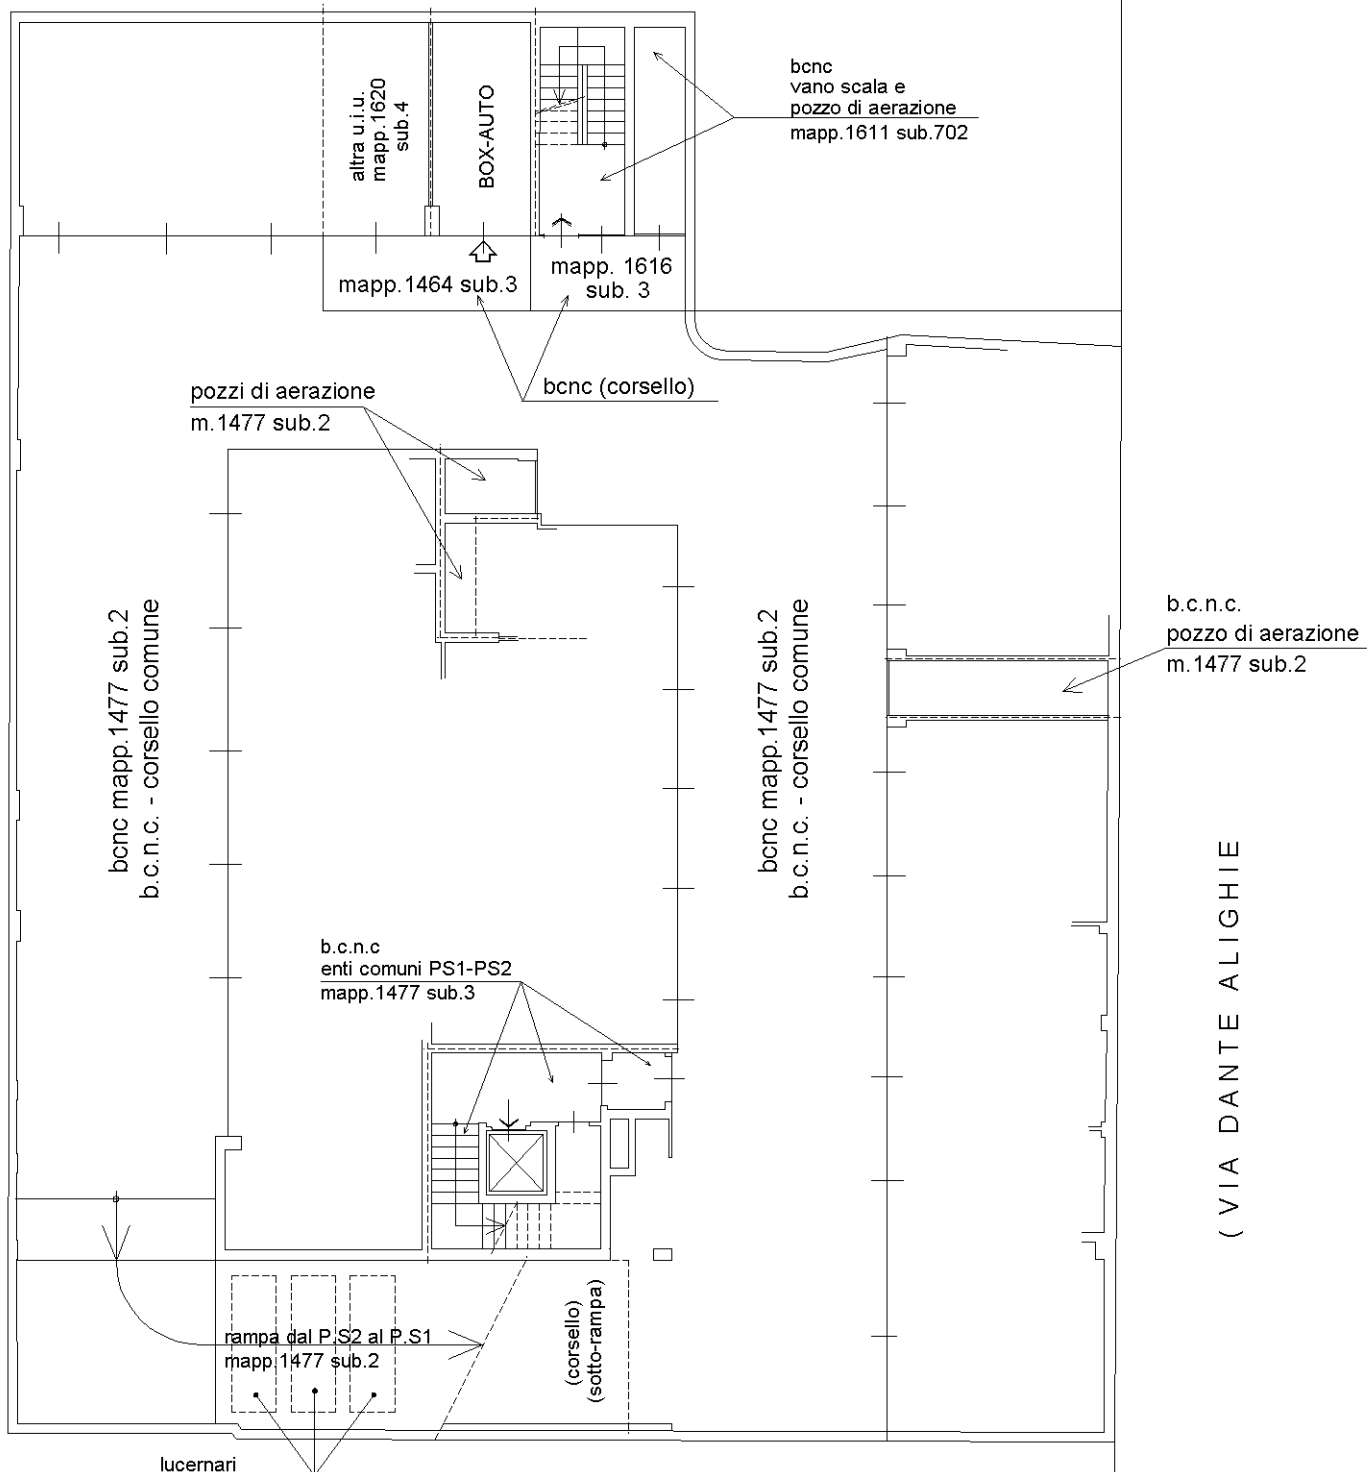 bcnc
vano scala e
pozzo di aerazione
mapp.1611 sub.702
altra u.i.u.
mapp.1620
sub.4
BOX-AUTO
mapp.1464 sub.3
mapp. 1616
sub. 3
bcnc (corsello)
pozzi di aerazione
m.1477 sub.2
bcnc mapp.1477 sub.2
b.c.n.c. - corsello comune
bcnc mapp.1477 sub.2
b.c.n.c. - corsello comune
b.c.n.c.
pozzo di aerazione
m.1477 sub.2
b.c.n.c
enti comuni PS1-PS2
mapp.1477 sub.3
( VIA DANTE ALIGHIE
rampa dal P.S2 al P.S1
mapp.1477 sub.2
(corsello)
(sotto-rampa)
lucernari